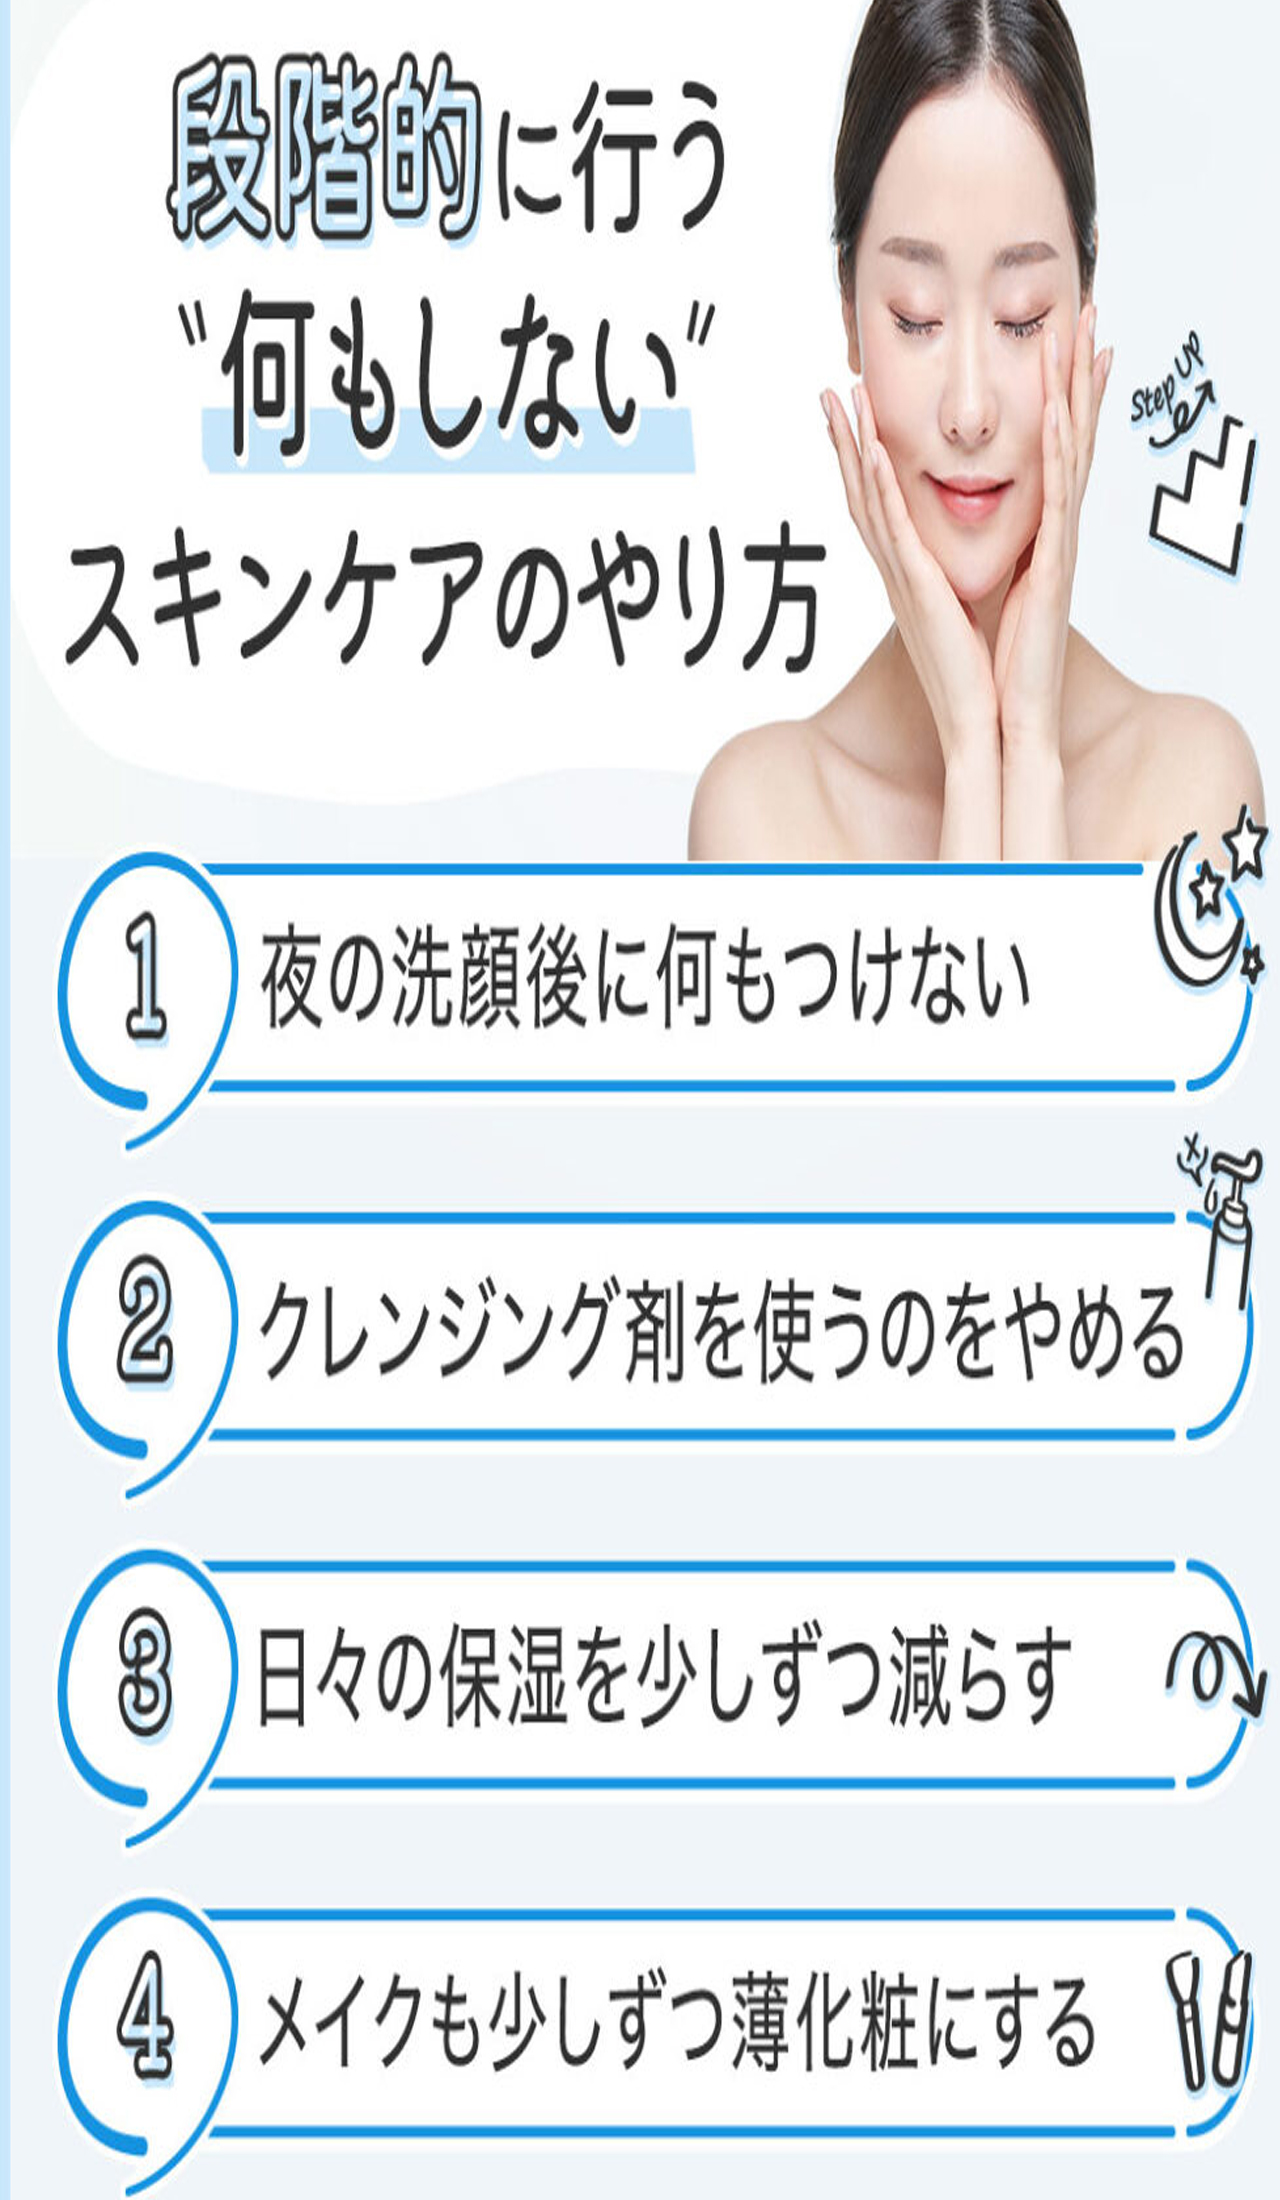 段階的に行う
"何もしない"
スキンケアのやり方
Step UP
1
夜の洗顔後に何もつけない
2
クレンジング剤を使うのをやめる
3
日々の保湿を少しずつ減らす
4
メイクも少しずつ薄化粧にする